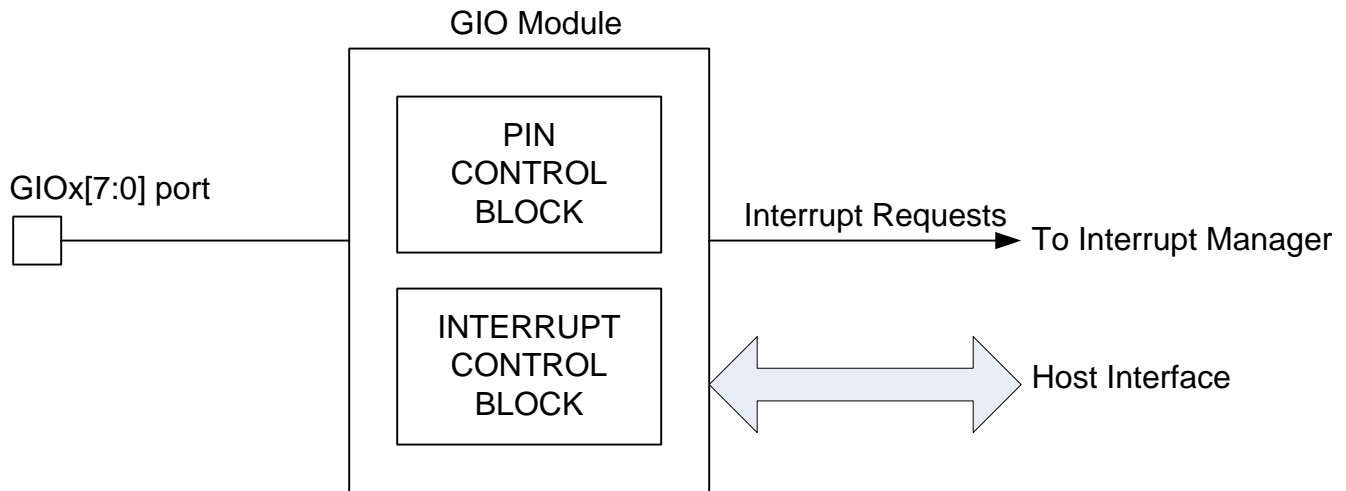 GIO Module
PIN
CONTROL
BLOCK
GIOx[7:0] port
Interrupt Requests
To Interrupt Manager
INTERRUPT
CONTROL
BLOCK
Host Interface